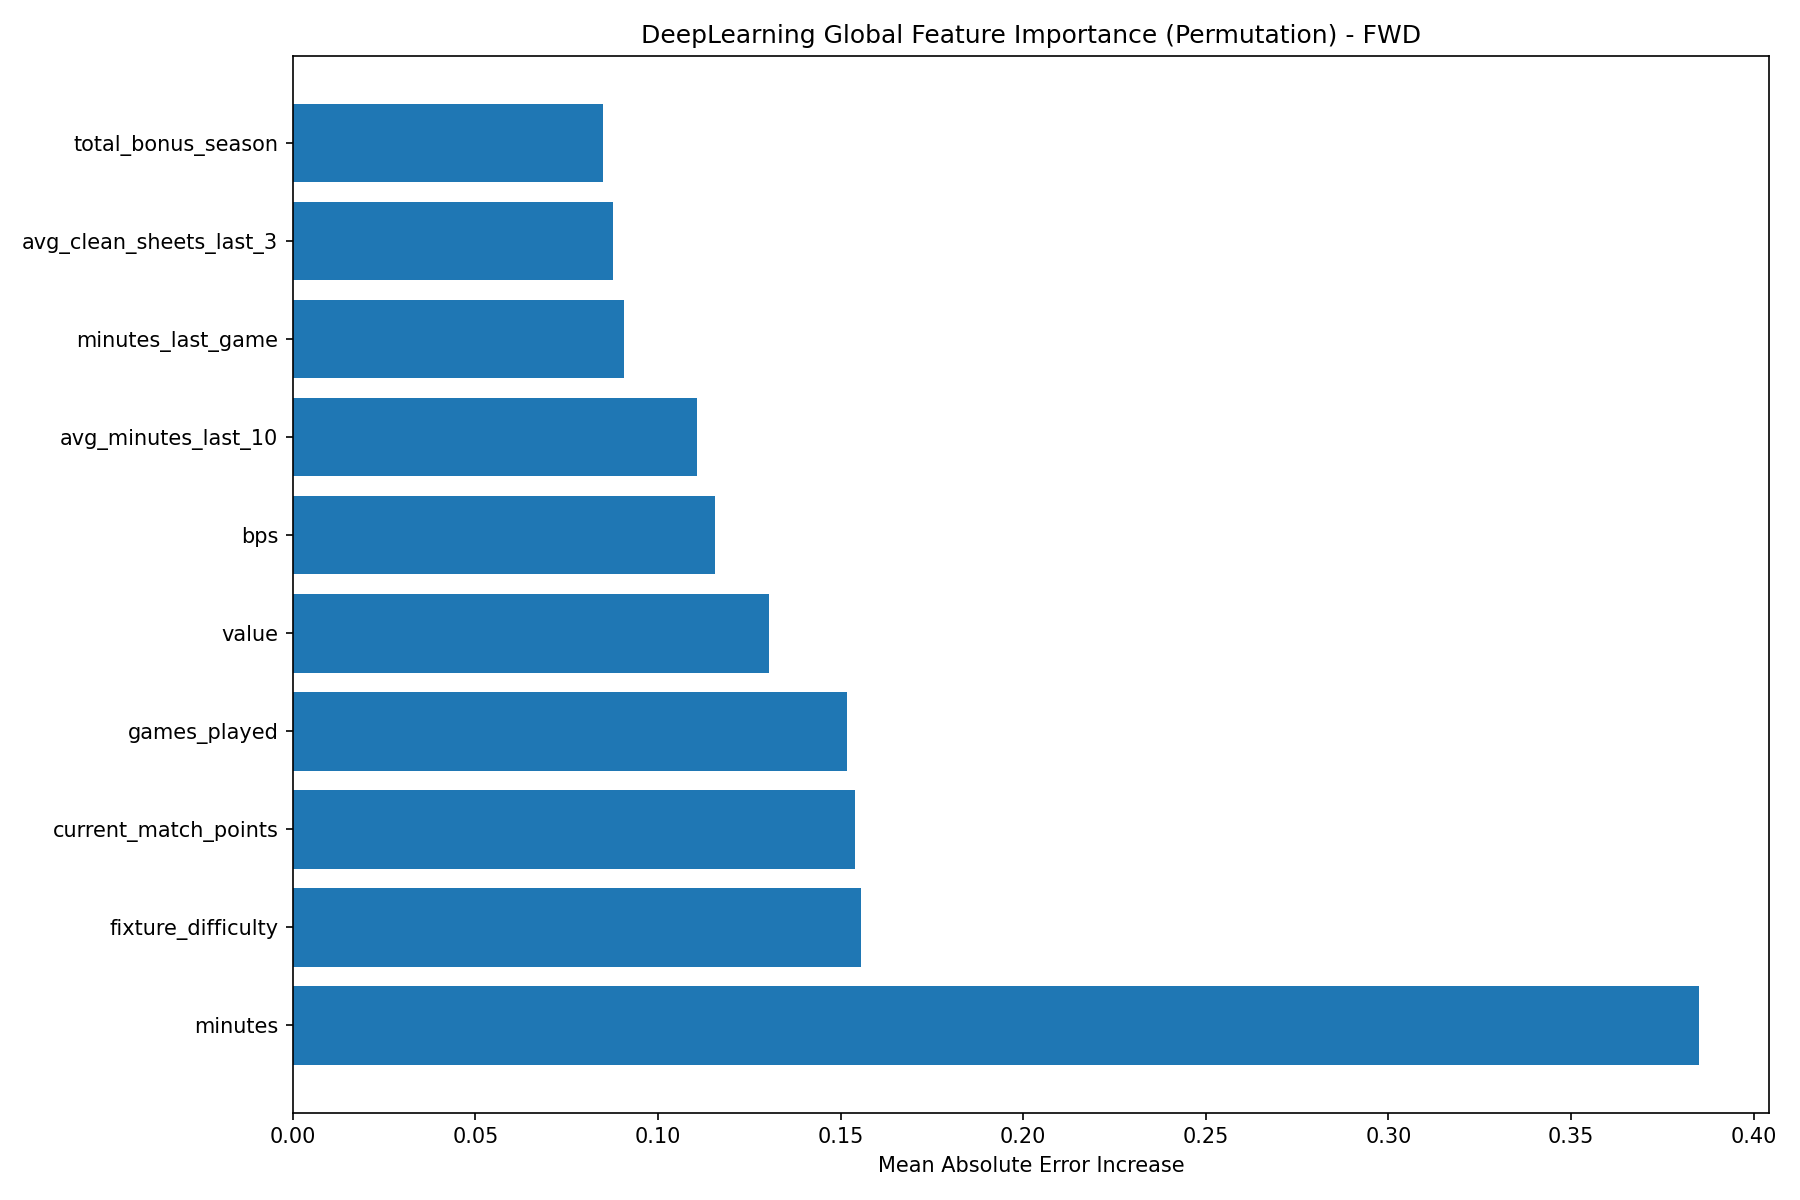 DeepLearning Global Feature Importance (Permutation) - FWD
total_bonus_season
avg_clean_sheets_last_3
minutes_last_game
avg_minutes_last_10
bps
value
games_played
current_match_points
fixture_difficulty
minutes
0.00 0.05 0.10 0.15 0.20 0.25 0.30 0.35 0.40
Mean Absolute Error Increase